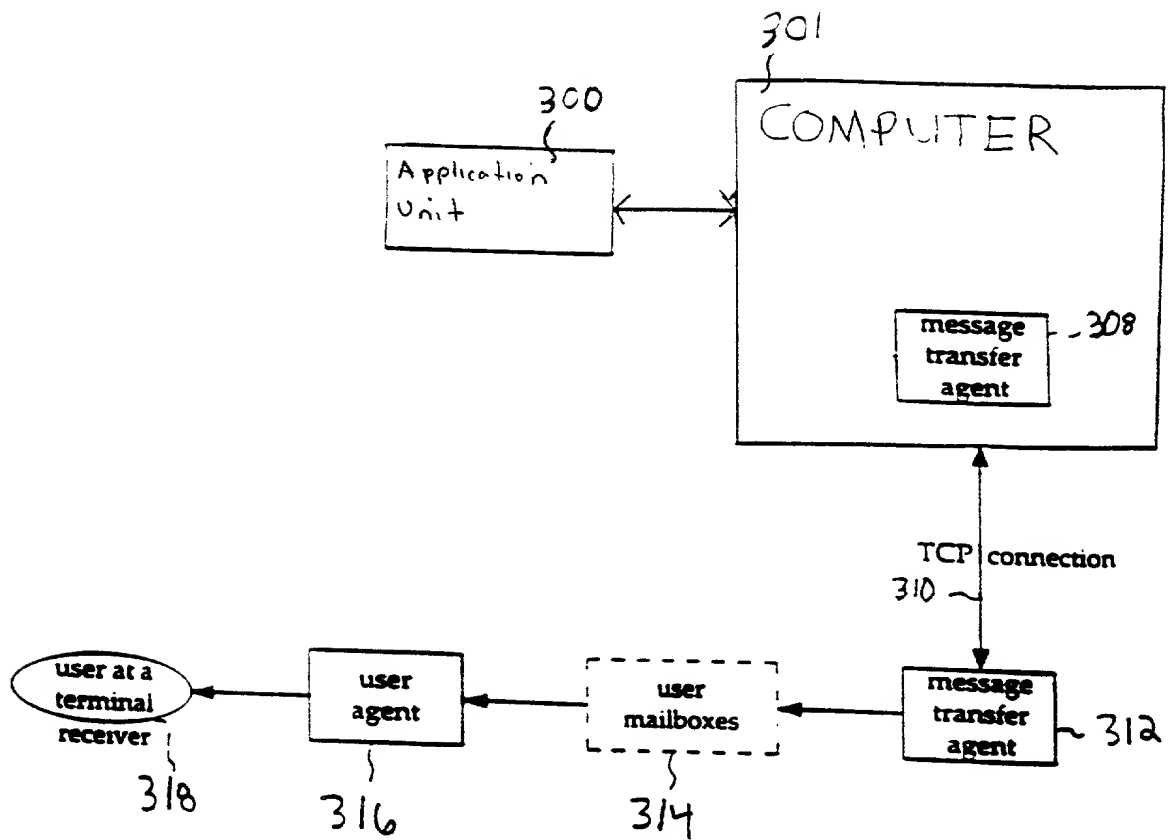 301
300
COMPUTER
Application
Unit
message
transfer
agent
308
TCP connection
310
user at a
terminal
receiver
user
agent
user
mailboxes
message
transfer
agent
312
318
316
314